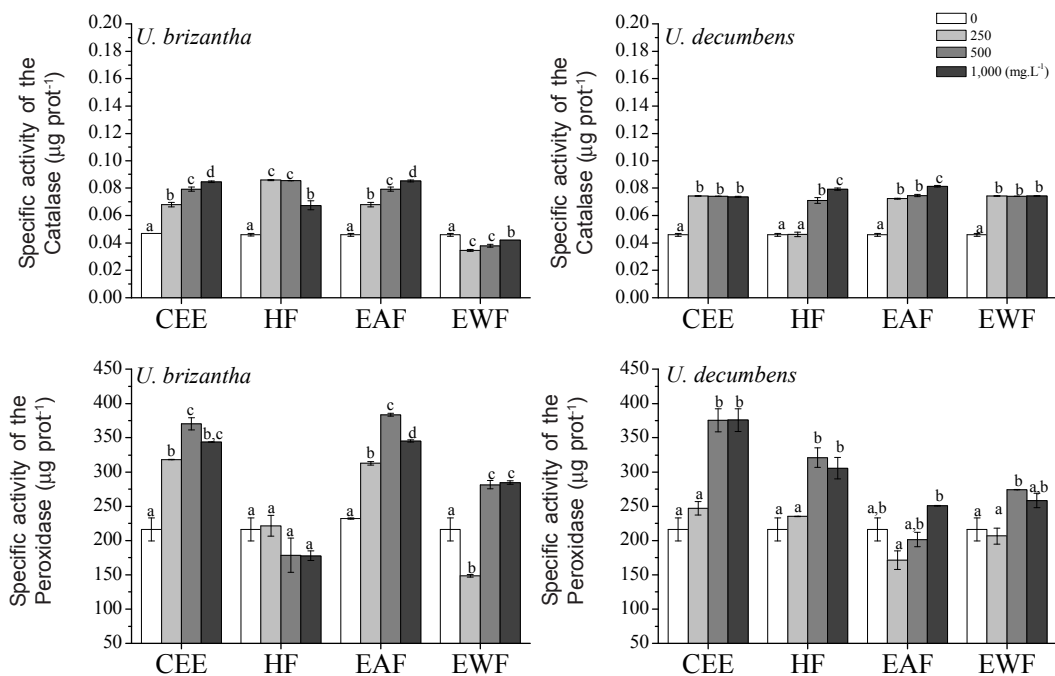 U. brizantha
Specific activity of the
Catalase (µg prot⁻¹)
0.20
0.18
0.16
0.14
0.12
0.10
0.08
0.06
0.04
0.02
0.00
a b c d
a c c b
a b c d
a c c b
CEE HF EAF EWF
U. decumbens
0
250
500
1,000 (mg.L⁻¹)
Specific activity of the
Catalase (µg prot⁻¹)
0.20
0.18
0.16
0.14
0.12
0.10
0.08
0.06
0.04
0.02
0.00
a b b b
a a b c
a b b c
a b b b
CEE HF EAF EWF
U. brizantha
Specific activity of the
Peroxidase (µg prot⁻¹)
450
400
350
300
250
200
150
100
50
a b c b,c
a a a a
a b c d
a b c c
CEE HF EAF EWF
U. decumbens
Specific activity of the
Peroxidase (µg prot⁻¹)
450
400
350
300
250
200
150
100
50
a a b b
a a b b
a,b a a,b b
a a b a,b
CEE HF EAF EWF